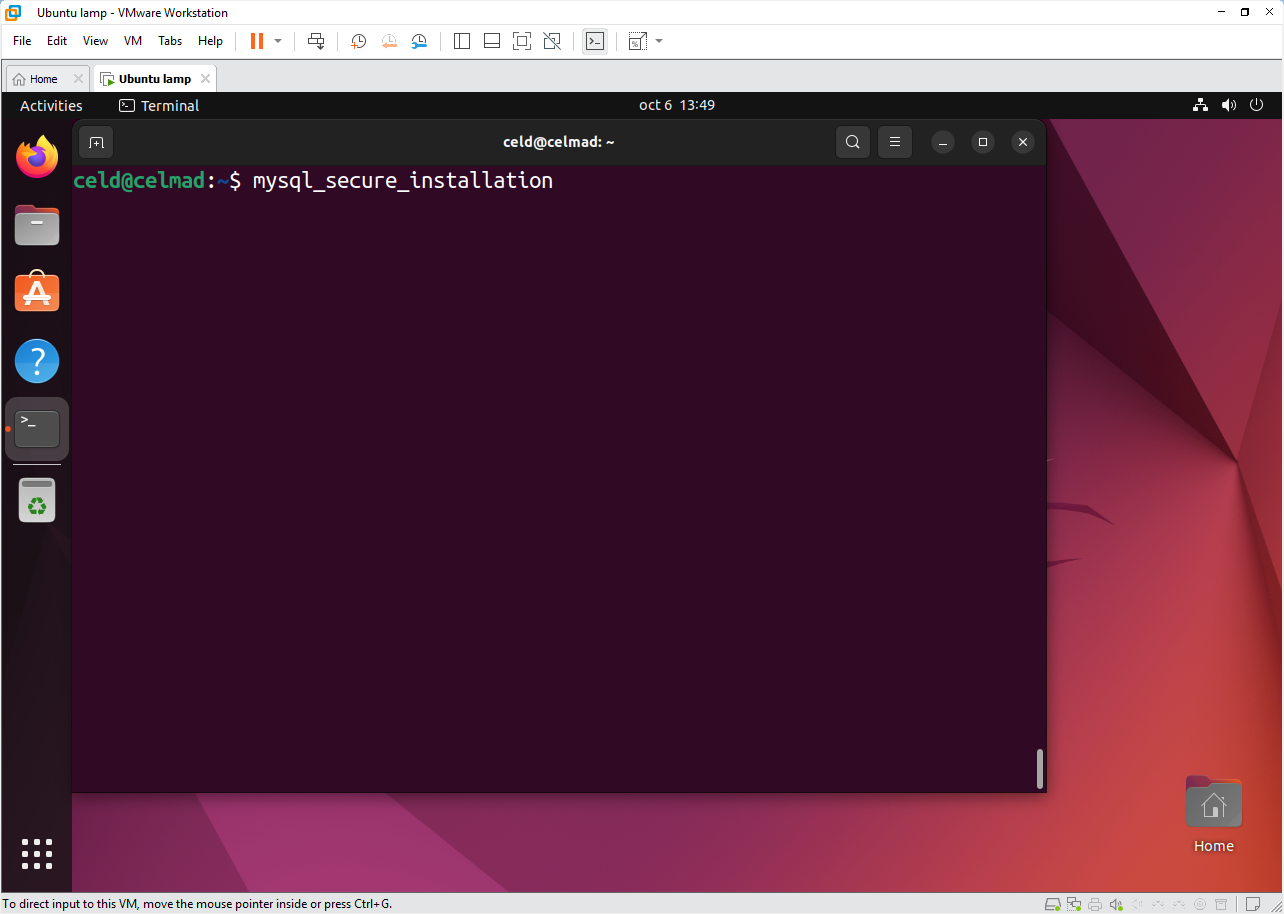 Ubuntu lamp - VMware Workstation
File Edit View VM Tabs Help
Home Ubuntu lamp
Activities Terminal oct 6 13:49
celd@celmad: ~
celd@celmad:~$ mysql_secure_installation
Home
To direct input to this VM, move the mouse pointer inside or press Ctrl+G.